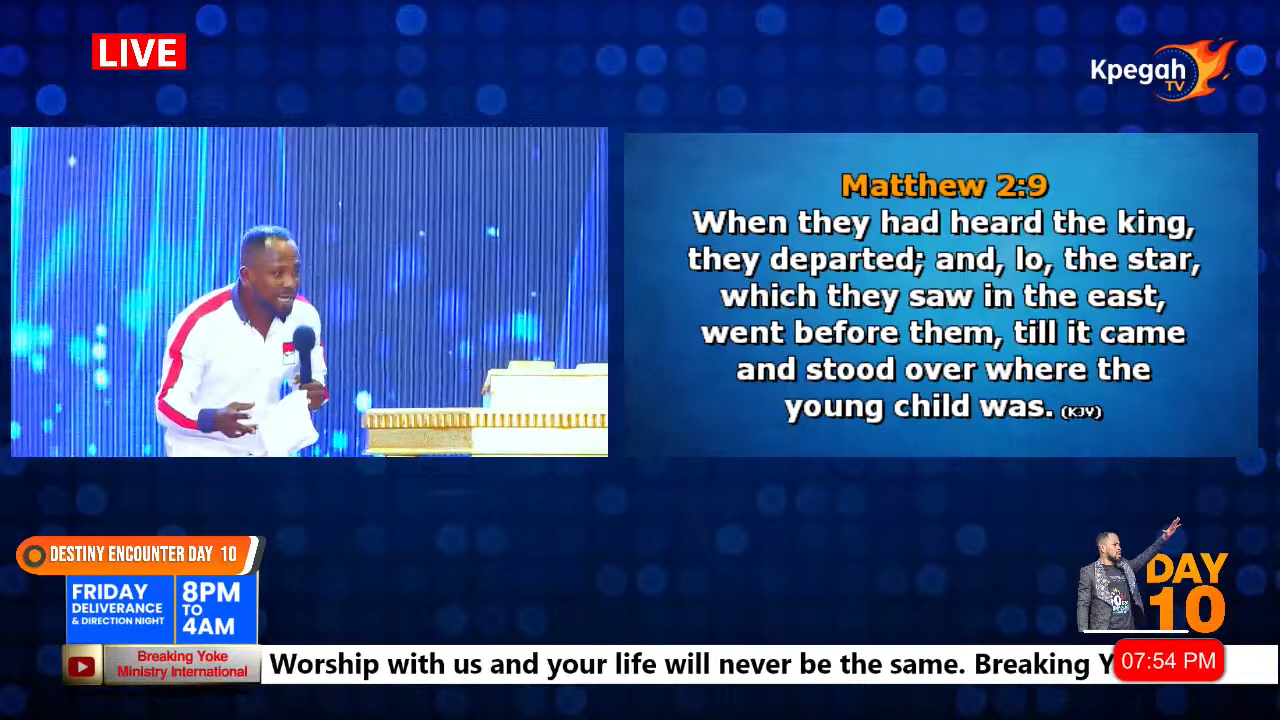 LIVE
Kpegah
TV
Matthew 2:9
When they had heard the king,
they departed; and, lo, the star,
which they saw in the east,
went before them, till it came
and stood over where the
young child was. (KJV)
DESTINY ENCOUNTER DAY 10
FRIDAY
DELIVERANCE
& DIRECTION NIGHT
8PM
TO
4AM
DAY
10
Breaking Yoke
Ministry International
Worship with us and your life will never be the same. Breaking Y
07:54 PM